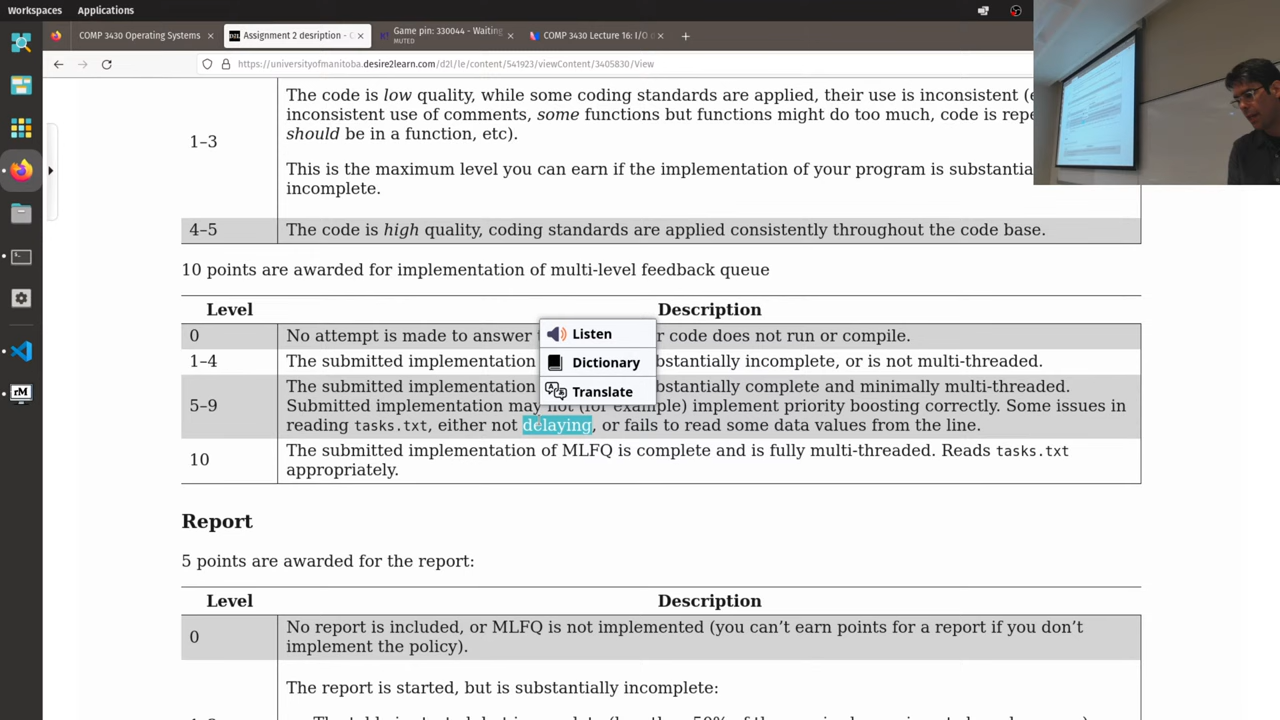 Workspaces Applications
COMP 3430 Operating Systems
D2L Assignment 2 desription - C
Game pin: 330044 - Waiting
MUTED
COMP 3430 Lecture 16: I/O
https://universityofmanitoba.desire2learn.com/d2l/le/content/541923/viewContent/3405830/View
The code is low quality, while some coding standards are applied, their use is inconsistent
inconsistent use of comments, some functions but functions might do too much, code is
should be in a function, etc).
1–3
This is the maximum level you can earn if the implementation of your program is
incomplete.
4–5 The code is high quality, coding standards are applied consistently throughout the code base.
10 points are awarded for implementation of multi-level feedback queue
Level Description
0 No attempt is made to answer code does not run or compile.
1–4 The submitted implementation incomplete, or is not multi-threaded.
The submitted implementation complete and minimally multi-threaded.
5–9 Submitted implementation may not (for example) implement priority boosting correctly. Some issues in
reading tasks.txt, either not delaying, or fails to read some data values from the line.
Listen
Dictionary
Translate
The submitted implementation of MLFQ is complete and is fully multi-threaded. Reads tasks.txt
10
appropriately.
Report
5 points are awarded for the report:
Level Description
No report is included, or MLFQ is not implemented (you can’t earn points for a report if you don’t
0
implement the policy).
The report is started, but is substantially incomplete:
rM